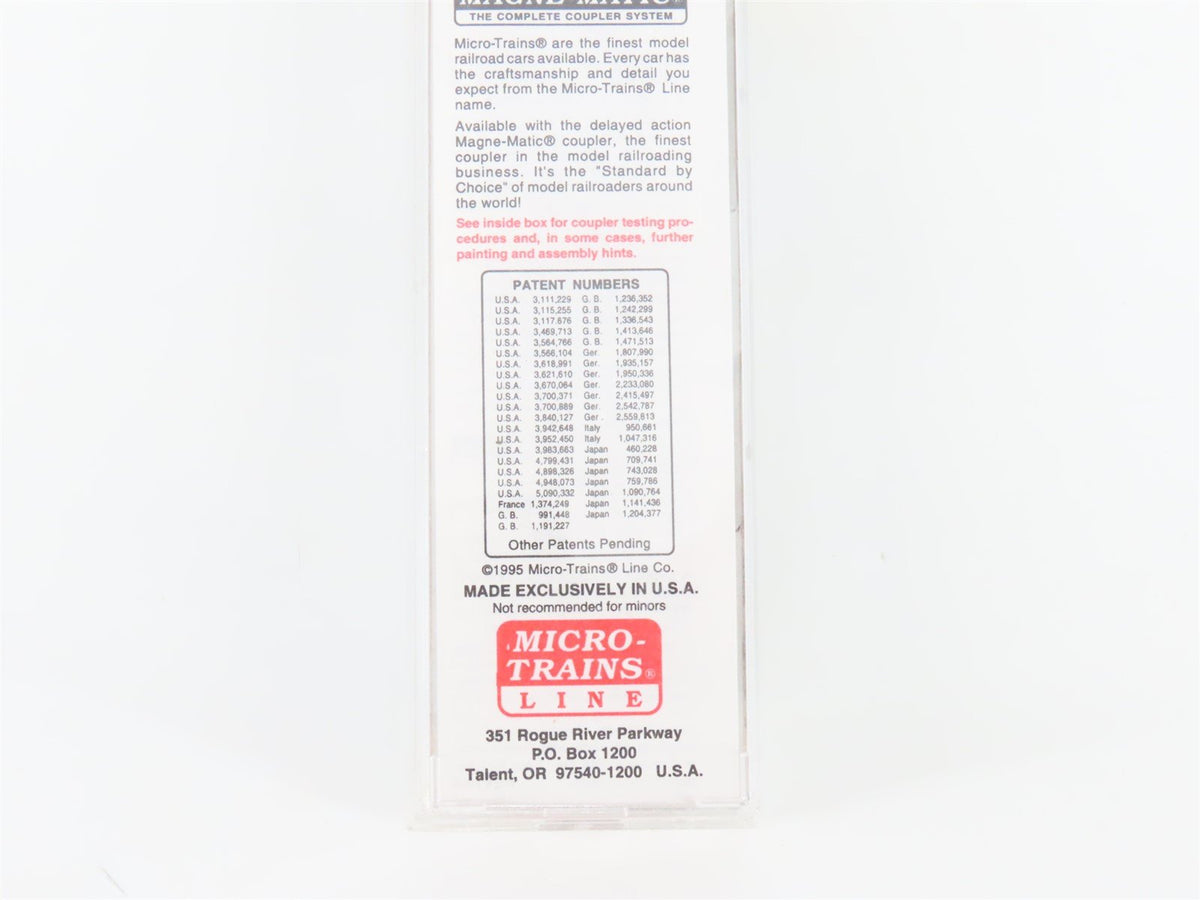 MAGNE-MATIC®
THE COMPLETE COUPLER SYSTEM
Micro-Trains® are the finest model
railroad cars available. Every car has
the craftsmanship and detail you
expect from the Micro-Trains® Line
name.
Available with the delayed action
Magne-Matic® coupler, the finest
coupler in the model railroading
business. It's the "Standard by
Choice" of model railroaders around
the world!
See inside box for coupler testing pro-
cedures and, in some cases, further
painting and assembly hints.
PATENT NUMBERS
U.S.A. 3,111,229 G. B. 1,236,352
U.S.A. 3,115,255 G. B. 1,242,299
U.S.A. 3,117,676 G. B. 1,336,543
U.S.A. 3,469,713 G. B. 1,413,646
U.S.A. 3,564,766 G. B. 1,471,513
U.S.A. 3,566,104 Ger. 1,807,990
U.S.A. 3,618,991 Ger. 1,935,157
U.S.A. 3,621,610 Ger. 1,950,336
U.S.A. 3,670,064 Ger. 2,233,080
U.S.A. 3,700,371 Ger. 2,415,497
U.S.A. 3,700,889 Ger. 2,542,787
U.S.A. 3,840,127 Ger . 2,559,613
U.S.A. 3,942,648 Italy 950,661
U.S.A. 3,952,450 Italy 1,047,316
U.S.A. 3,983,663 Japan 460,228
U.S.A. 4,799,431 Japan 709,741
U.S.A. 4,898,326 Japan 743,028
U.S.A. 4,948,073 Japan 759,786
U.S.A. 5,090,332 Japan 1,090,764
France 1,374,249 Japan 1,141,436
G. B. 991,448 Japan 1,204,377
G. B. 1,191,227
Other Patents Pending
©1995 Micro-Trains® Line Co.
MADE EXCLUSIVELY IN U.S.A.
Not recommended for minors
MICRO-
TRAINS®
LINE
351 Rogue River Parkway
P.O. Box 1200
Talent, OR 97540-1200 U.S.A.